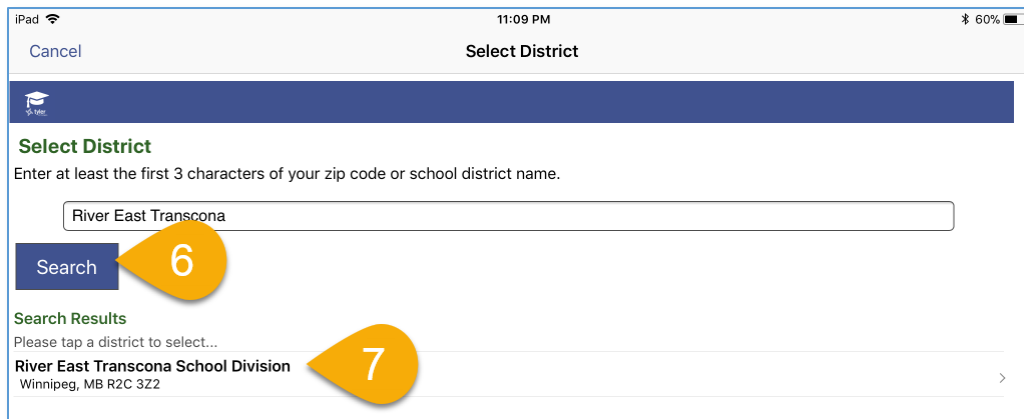 iPad 11:09 PM 60%
Cancel Select District
tyler
Select District
Enter at least the first 3 characters of your zip code or school district name.
River East Transcona
Search 6
Search Results
Please tap a district to select...
River East Transcona School Division 7
Winnipeg, MB R2C 3Z2